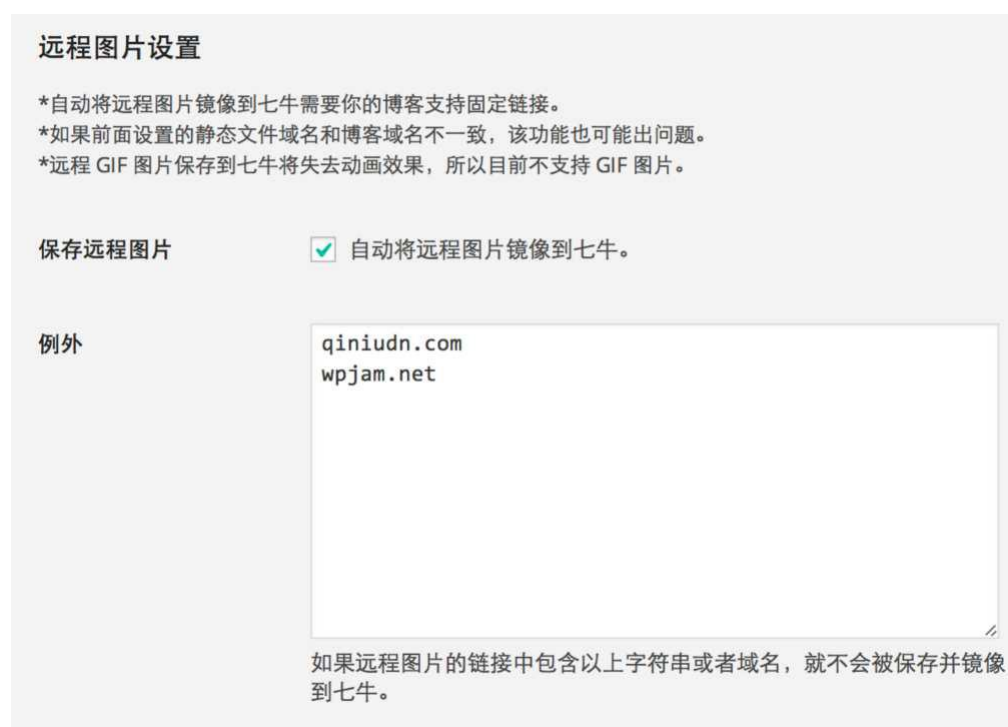 远程图片设置
*自动将远程图片镜像到七牛需要你的博客支持固定链接。
*如果前面设置的静态文件域名和博客域名不一致，该功能也可能出问题。
*远程 GIF 图片保存到七牛将失去动画效果，所以目前不支持 GIF 图片。
保存远程图片 自动将远程图片镜像到七牛。
例外 qiniudn.com
wpjam.net
如果远程图片的链接中包含以上字符串或者域名，就不会被保存并镜像
到七牛。